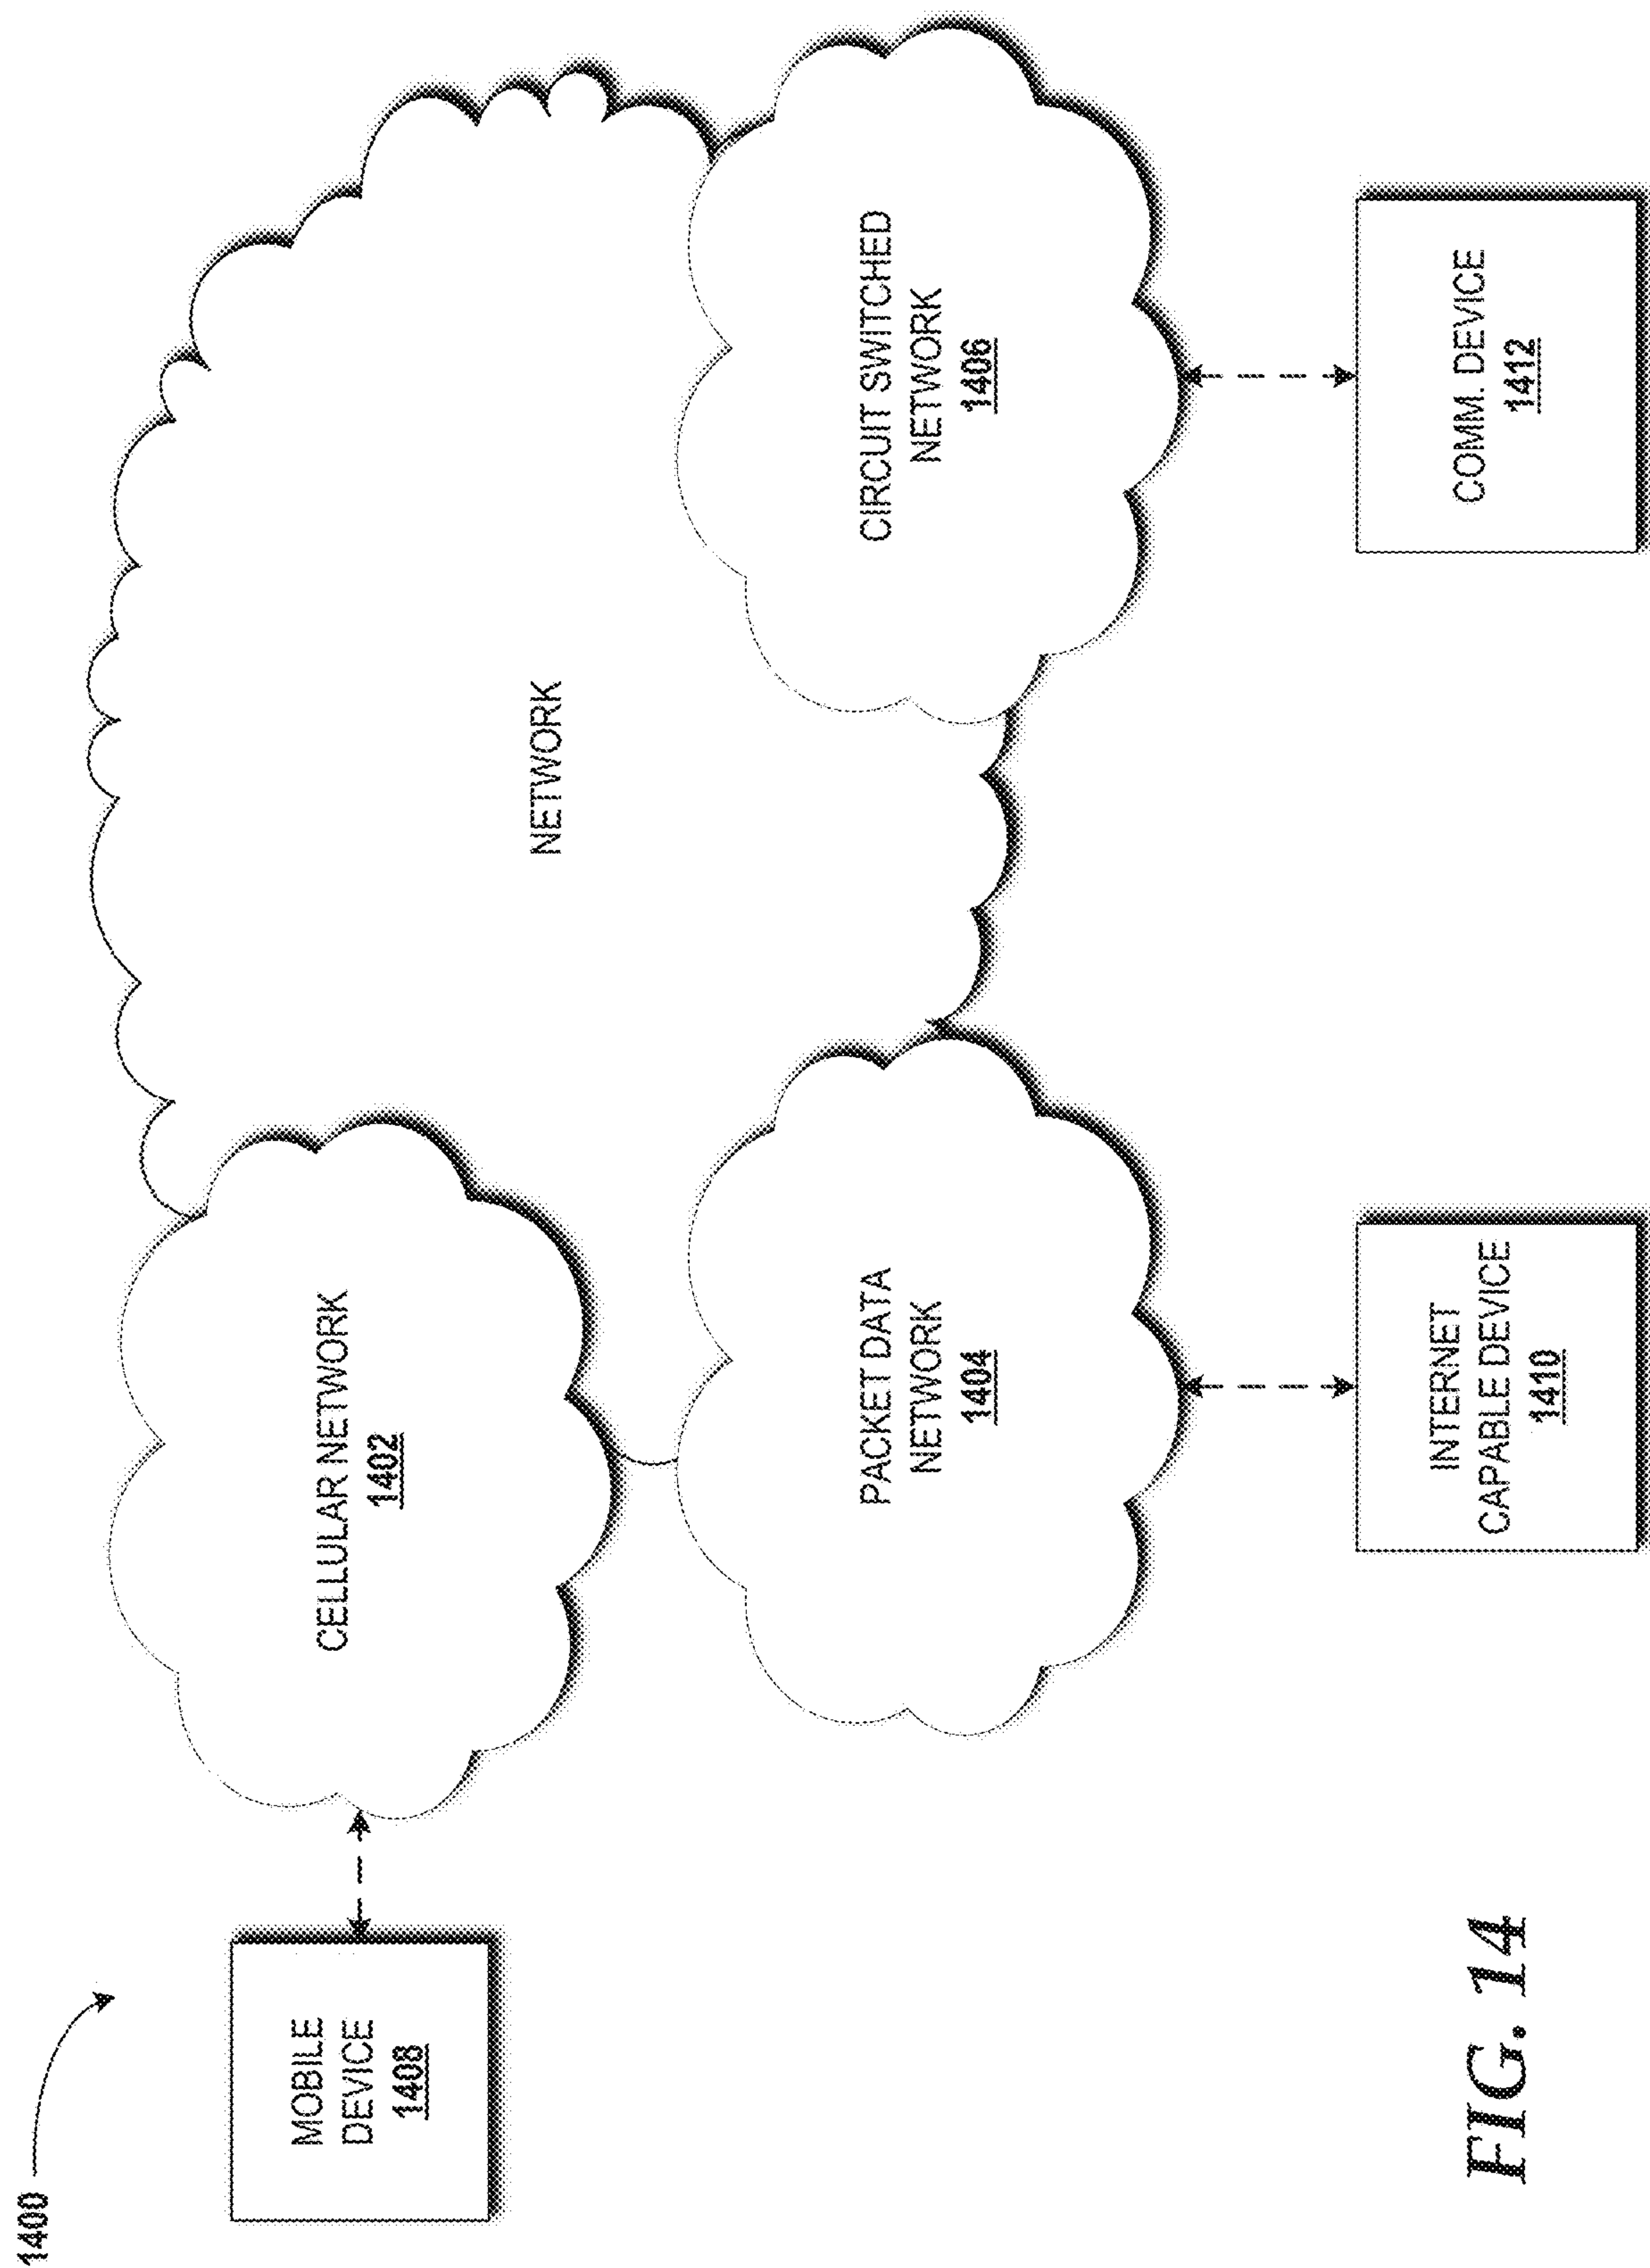 1400
MOBILE
DEVICE
1408
CELLULAR NETWORK
1402
NETWORK
PACKET DATA
NETWORK
1404
CIRCUIT SWITCHED
NETWORK
1406
INTERNET
CAPABLE DEVICE
1410
COMM. DEVICE
1412
FIG. 14